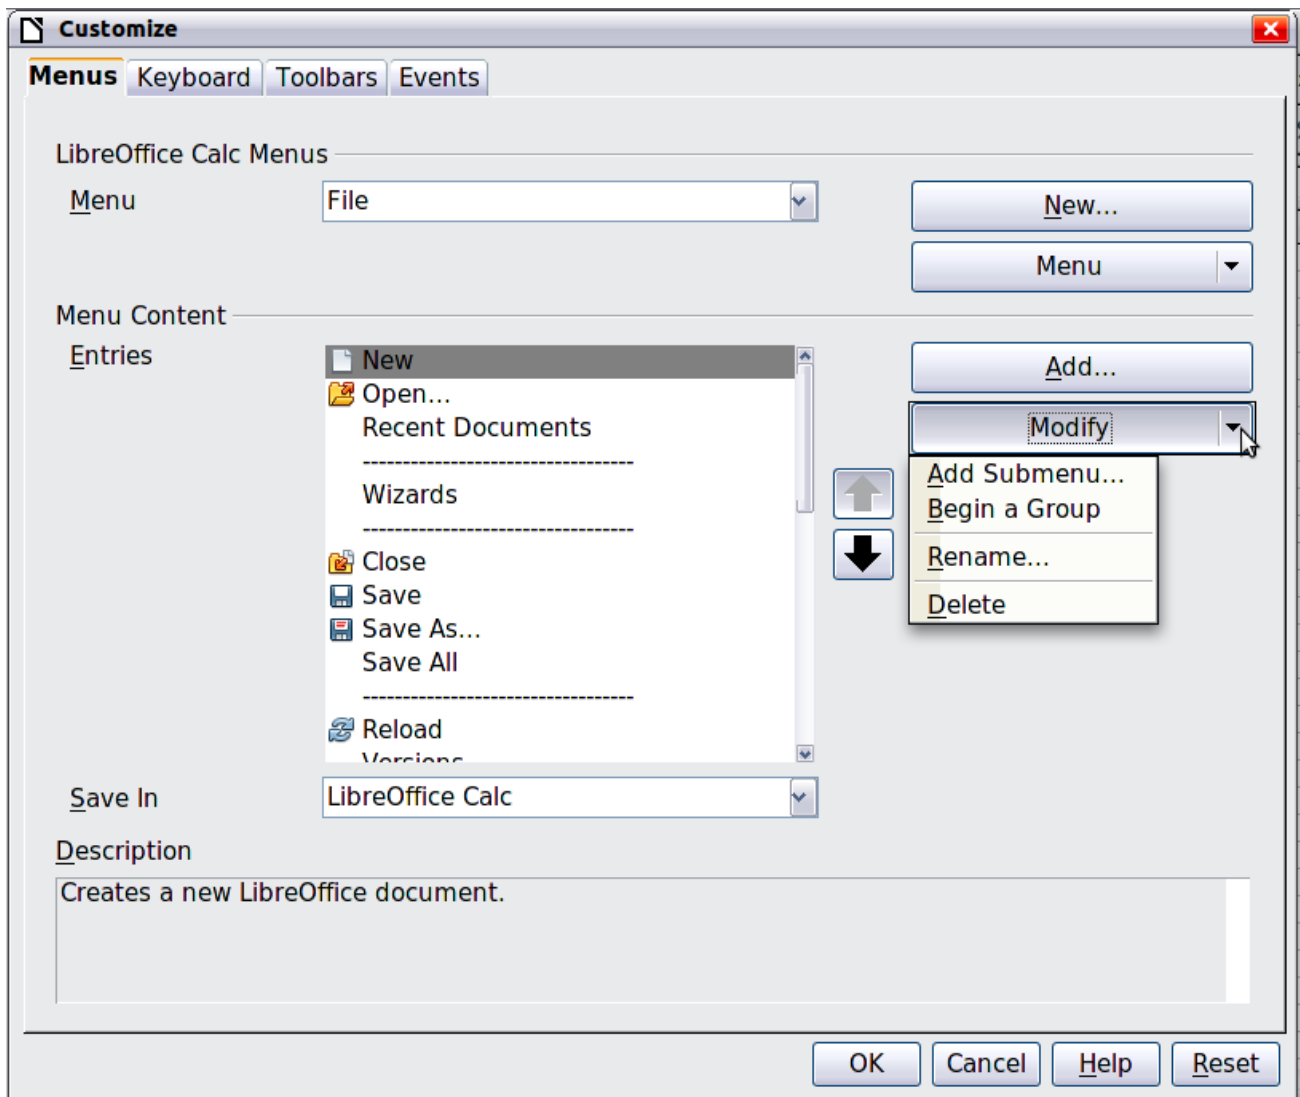 Customize
Menus Keyboard Toolbars Events
LibreOffice Calc Menus
Menu File New...
Menu
Menu Content
Entries New Add...
Open...
Modify
Recent Documents
----------------------------------
Add Submenu...
Wizards
Begin a Group
----------------------------------
Close Rename...
Save Delete
Save As...
Save All
----------------------------------
Reload
Versions
Save In LibreOffice Calc
Description
Creates a new LibreOffice document.
OK Cancel Help Reset